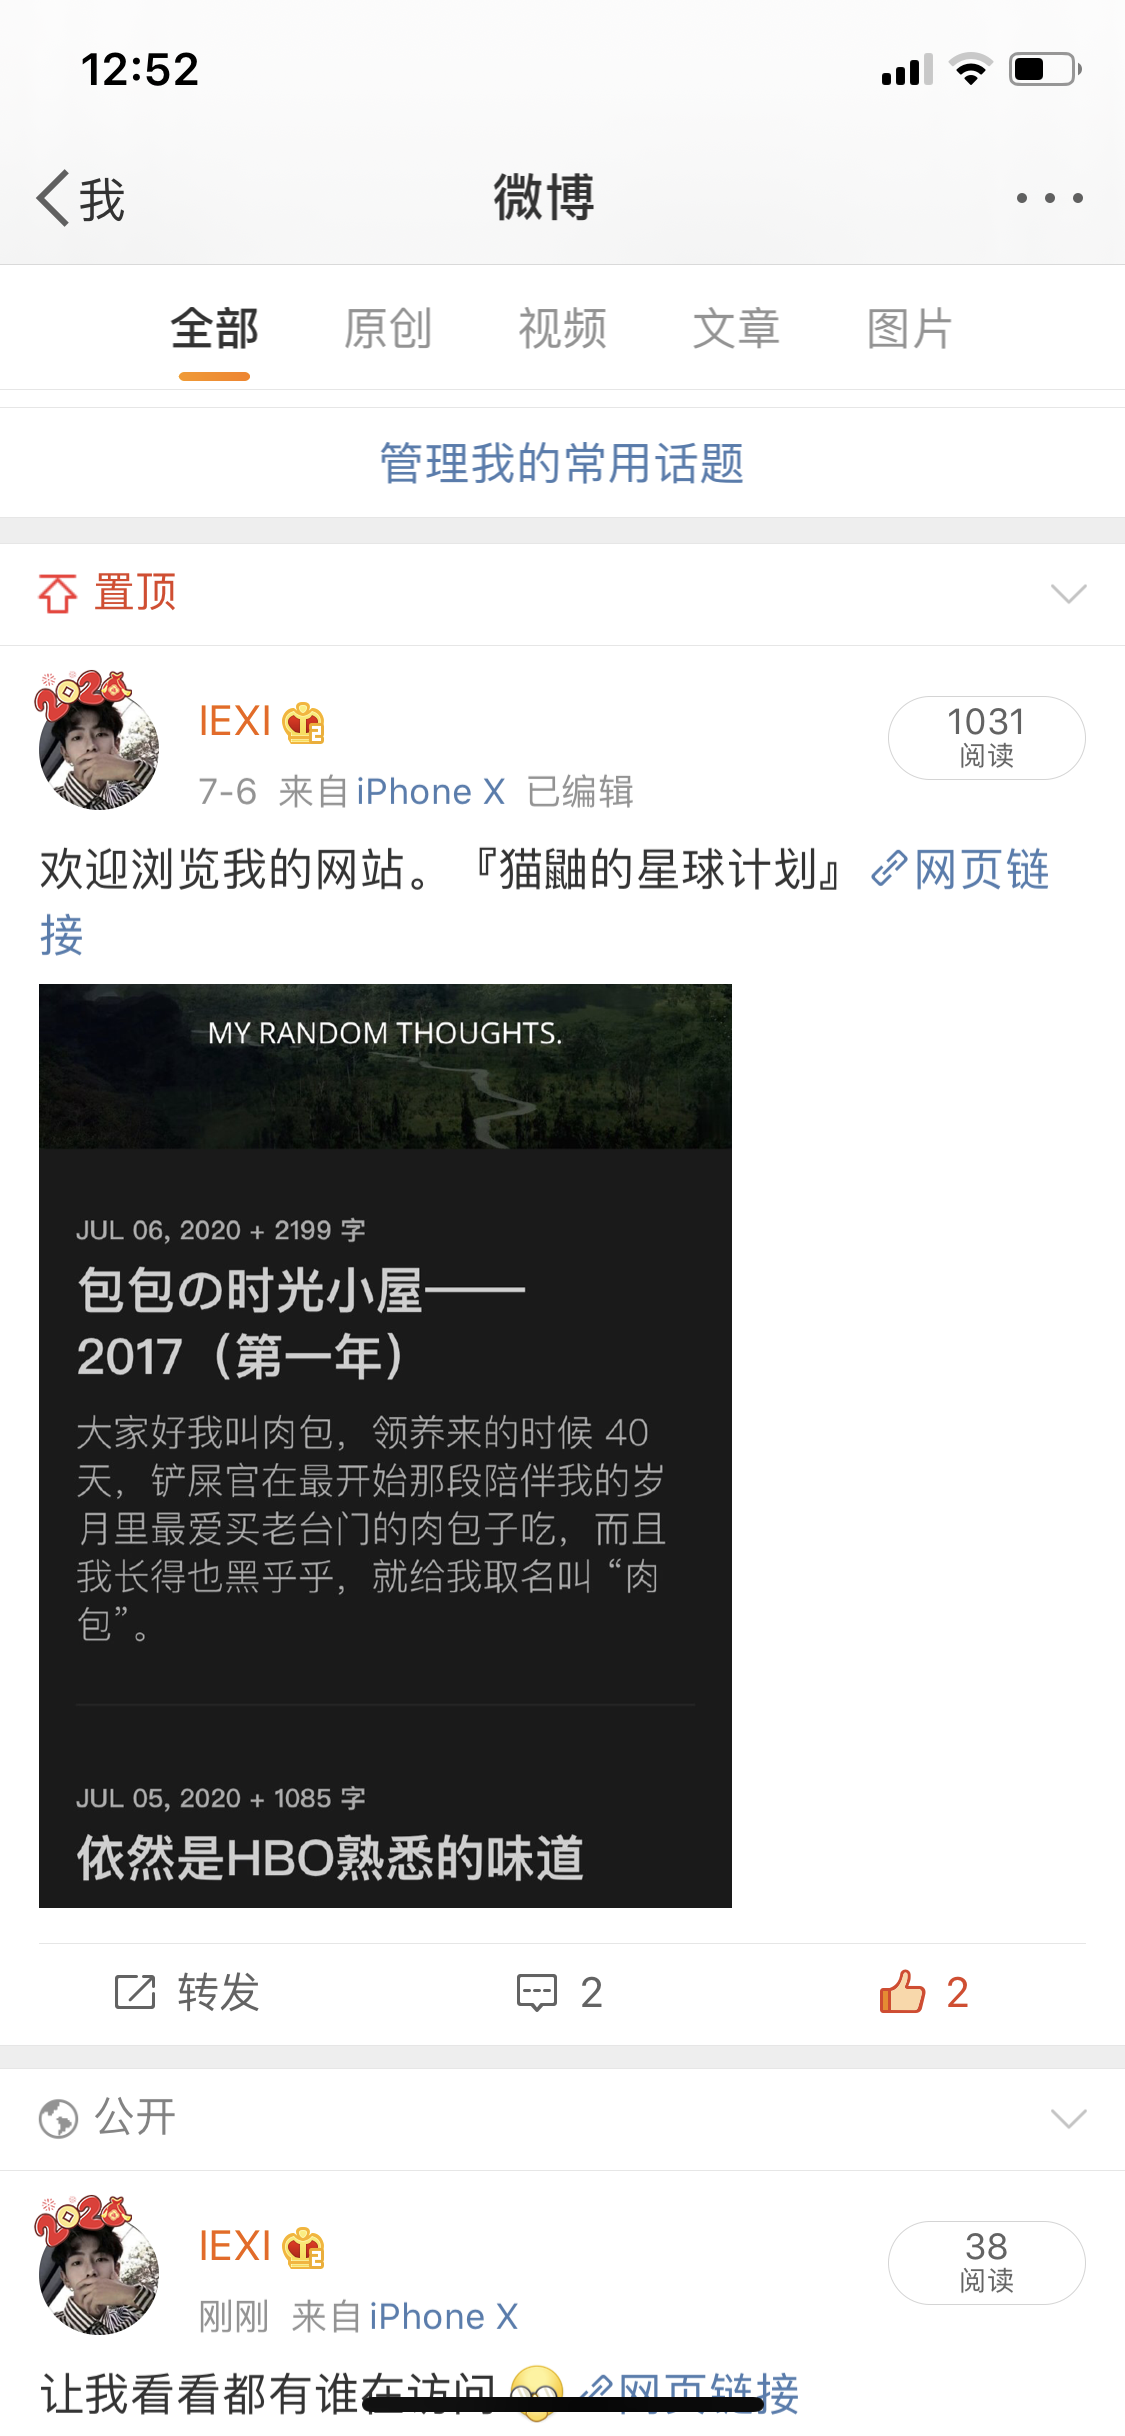 12:52
我
微博
全部 原创 视频 文章 图片
管理我的常用话题
置顶
IEXI
1031
阅读
7-6 来自 iPhone X 已编辑
欢迎浏览我的网站。『猫鼬的星球计划』网页链
接
MY RANDOM THOUGHTS.
JUL 06, 2020 + 2199 字
包包の时光小屋——
2017（第一年）
大家好我叫肉包，领养来的时候 40
天，铲屎官在最开始那段陪伴我的岁
月里最爱买老台门的肉包子吃，而且
我长得也黑乎乎，就给我取名叫 “肉
包”。
JUL 05, 2020 + 1085 字
依然是HBO熟悉的味道
转发 2 2
公开
2020
IEXI
38
阅读
刚刚 来自 iPhone X
让我看看都有谁在访问 网页链接